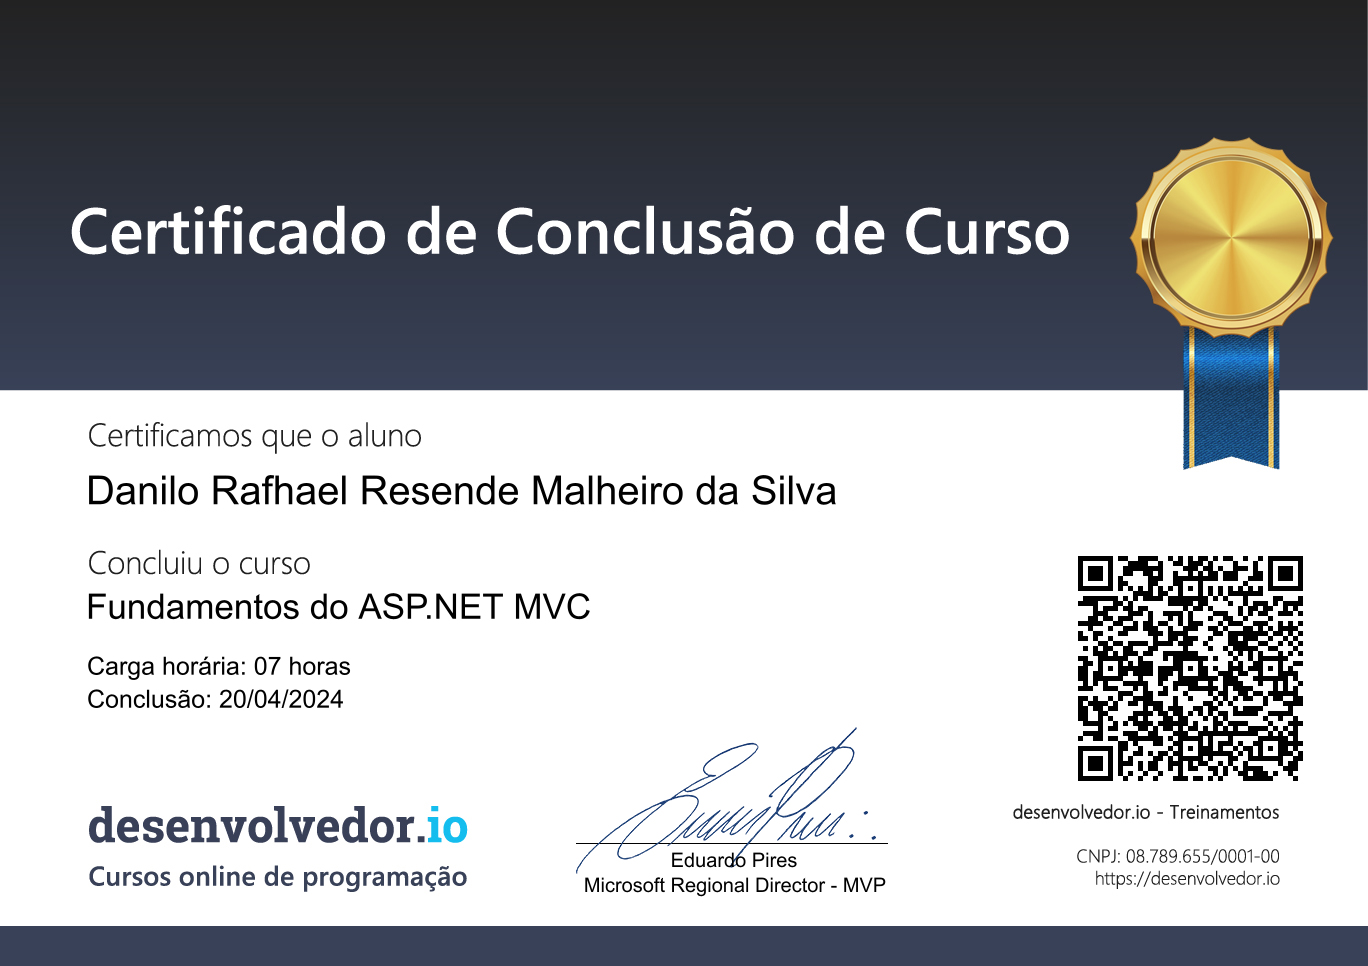 Certificado de Conclusão de Curso
Certificamos que o aluno
Danilo Rafhael Resende Malheiro da Silva
Concluiu o curso
Fundamentos do ASP.NET MVC
Carga horária: 07 horas
Conclusão: 20/04/2024
desenvolvedor.io
Cursos online de programação
Eduardo Pires
Microsoft Regional Director - MVP
desenvolvedor.io - Treinamentos
CNPJ: 08.789.655/0001-00
https://desenvolvedor.io